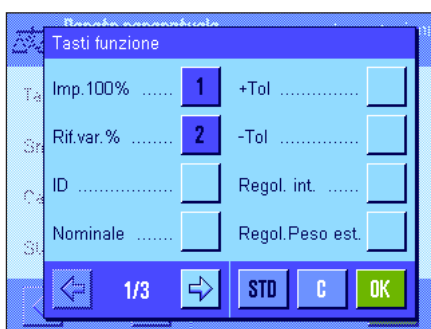 Tasti funzione
Imp.100% ...... 1 +Tol ..............
Rif.var.% ........ 2 -Tol ...............
ID ................. Regol. int. ......
Nominale ....... Regol.Peso est.
1/3 STD C OK